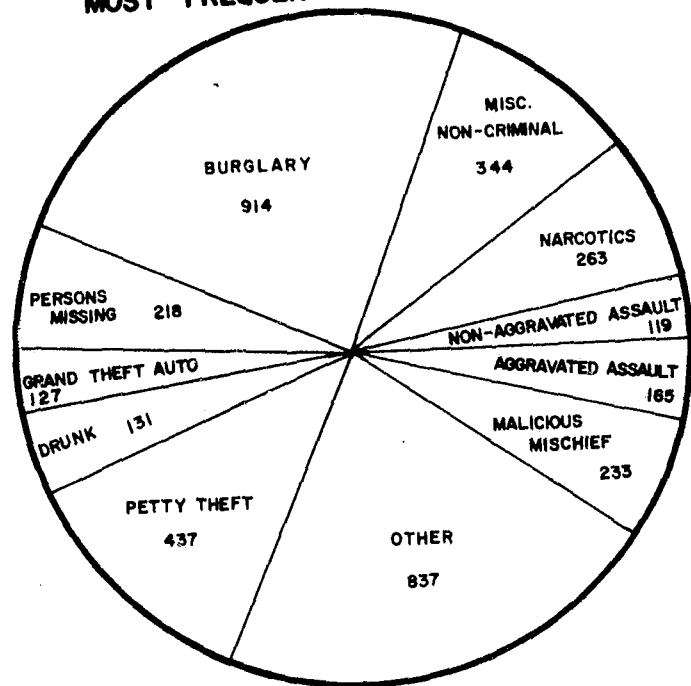 MOST
BURGLARY
914
MISC.
NON-CRIMINAL
344
NARCOTICS
263
NON-AGGRAVATED ASSAULT
119
AGGRAVATED ASSAULT
165
MALICIOUS
MISCHIEF
233
OTHER
837
PETTY THEFT
437
DRUNK 131
GRAND THEFT AUTO
127
PERSONS
MISSING 218